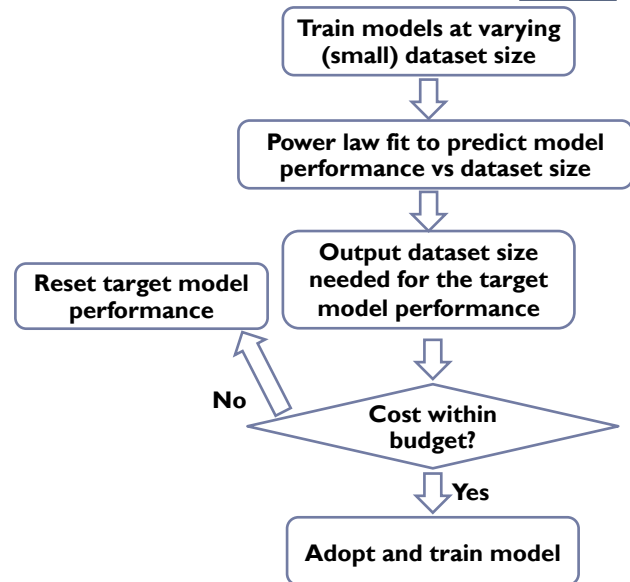 Train models at varying
(small) dataset size
Power law fit to predict model
performance vs dataset size
Output dataset size
needed for the target
model performance
Reset target model
performance
No
Cost within
budget?
Yes
Adopt and train model